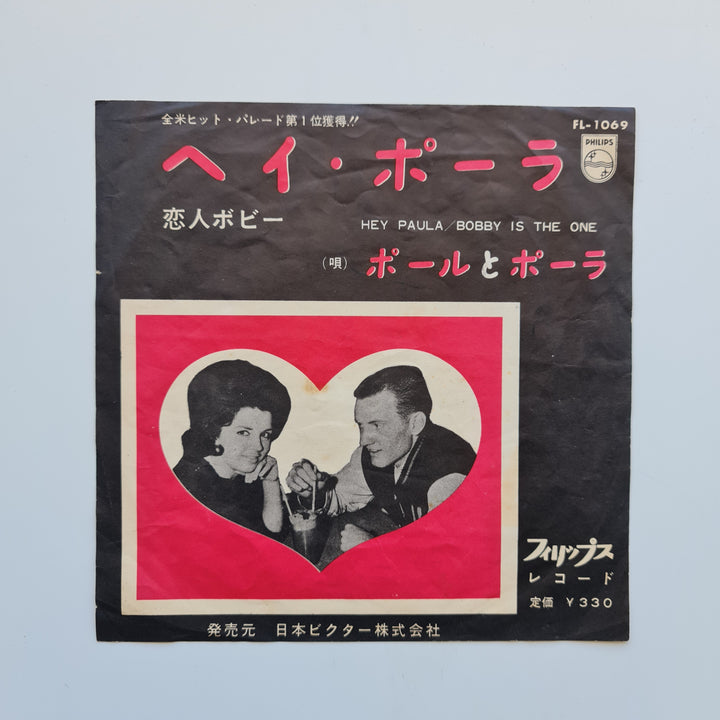 全米ヒット・パレード第1位獲得!!
FL-1069
PHILIPS
ヘイ・ポーラ
恋人ボビー
HEY PAULA/BOBBY IS THE ONE
(唄) ポールとポーラ
フィリップス
レコード
定価 ¥330
発売元 日本ビクター株式会社